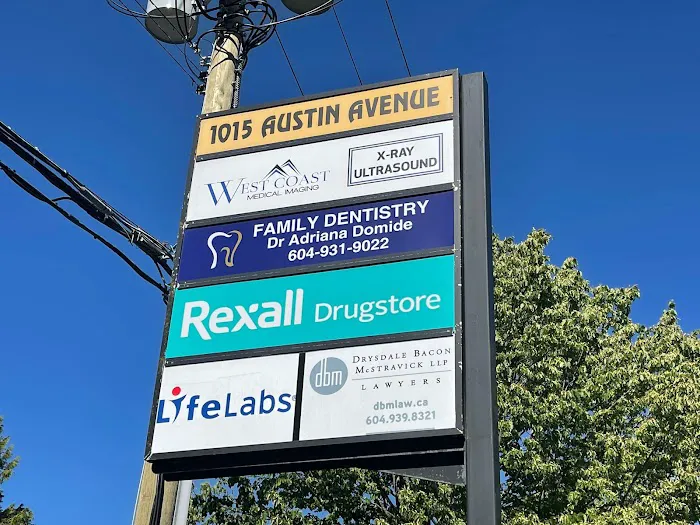 1015 AUSTIN AVENUE
WEST COAST
MEDICAL IMAGING
X-RAY
ULTRASOUND
FAMILY DENTISTRY
Dr Adriana Domide
604-931-9022
Rexall Drugstore
LifeLabs
dbm
DRYSDALE BACON
MCSTRAVICK LLP
LAWYERS
dbmlaw.ca
604.939.8321